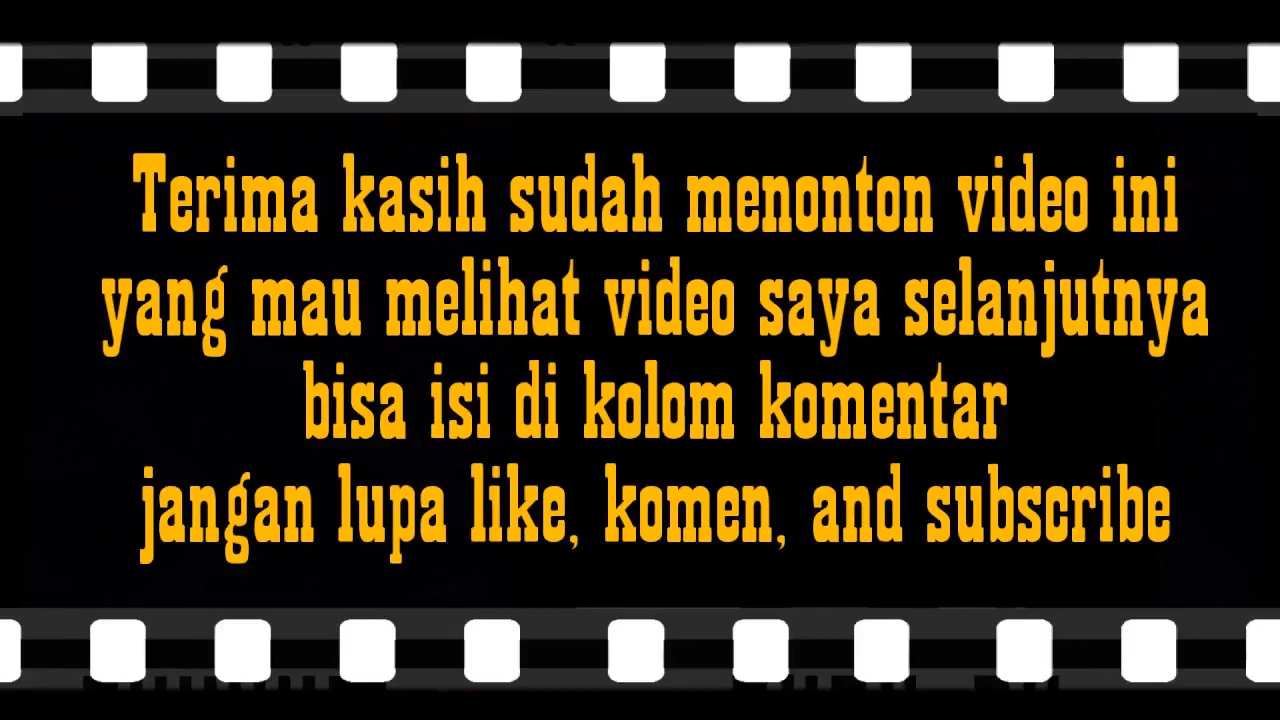 Terima kasih sudah menonton video ini
yang mau melihat video saya selanjutnya
bisa isi di kolom komentar
jangan lupa like, komen, and subscribe